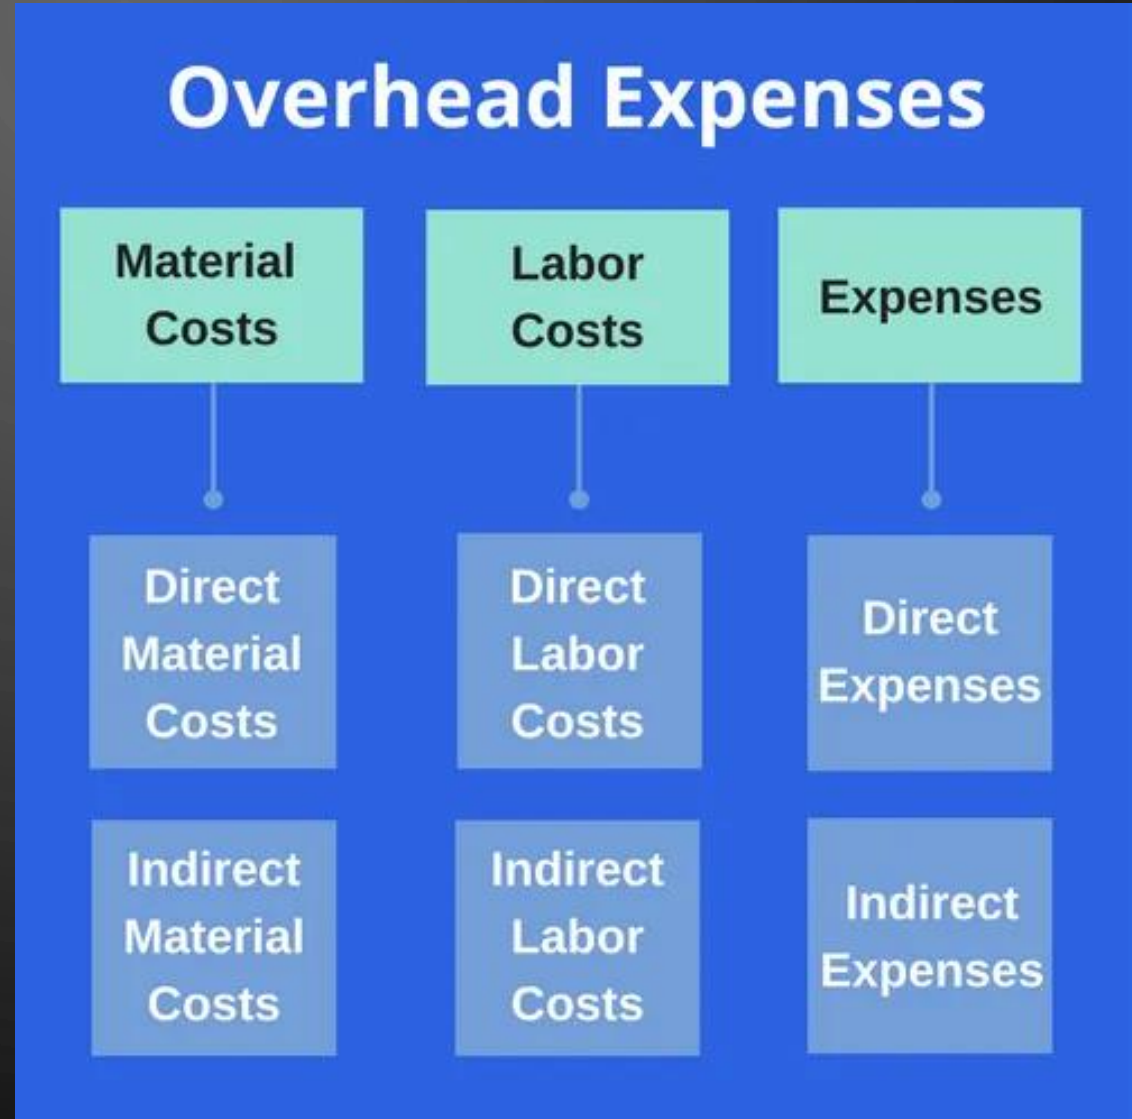 Overhead Expenses
Material
Costs
Labor
Costs
Expenses
Direct
Material
Costs
Direct
Labor
Costs
Direct
Expenses
Indirect
Material
Costs
Indirect
Labor
Costs
Indirect
Expenses